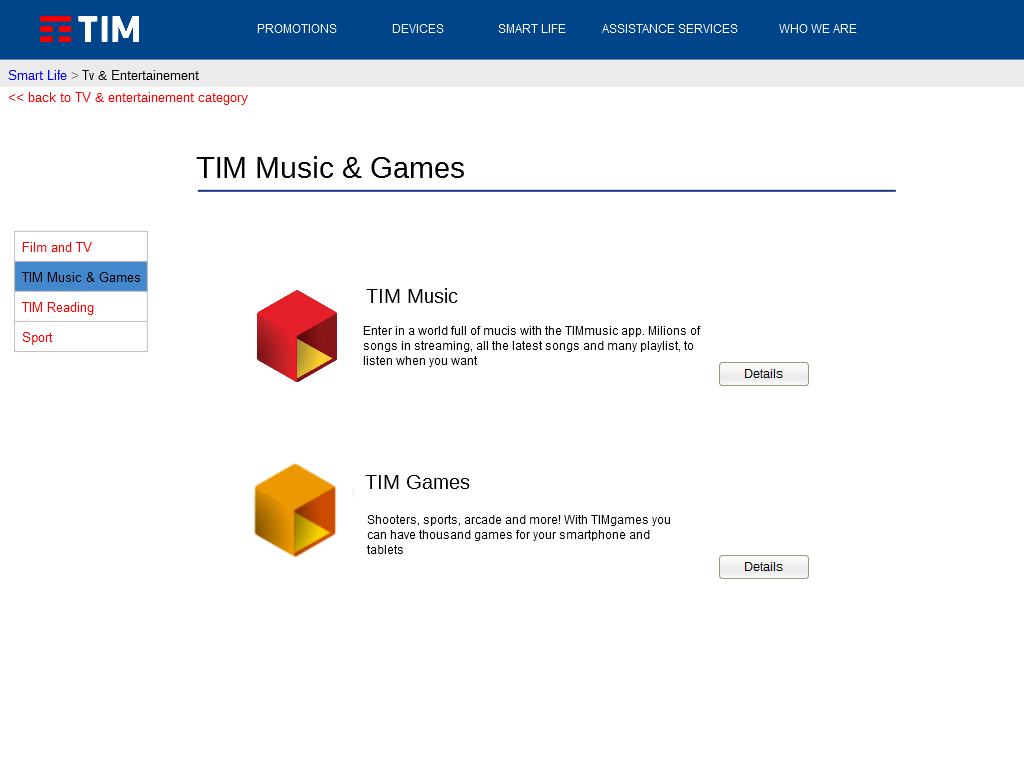 TIM
PROMOTIONS
DEVICES
SMART LIFE
ASSISTANCE SERVICES
WHO WE ARE
Smart Life > Tv & Entertainement
<< back to TV & entertainement category
TIM Music & Games
Film and TV
TIM Music & Games
TIM Reading
Sport
TIM Music
Enter in a world full of mucis with the TIMmusic app. Milions of
songs in streaming, all the latest songs and many playlist, to
listen when you want
Details
TIM Games
Shooters, sports, arcade and more! With TIMgames you
can have thousand games for your smartphone and
tablets
Details